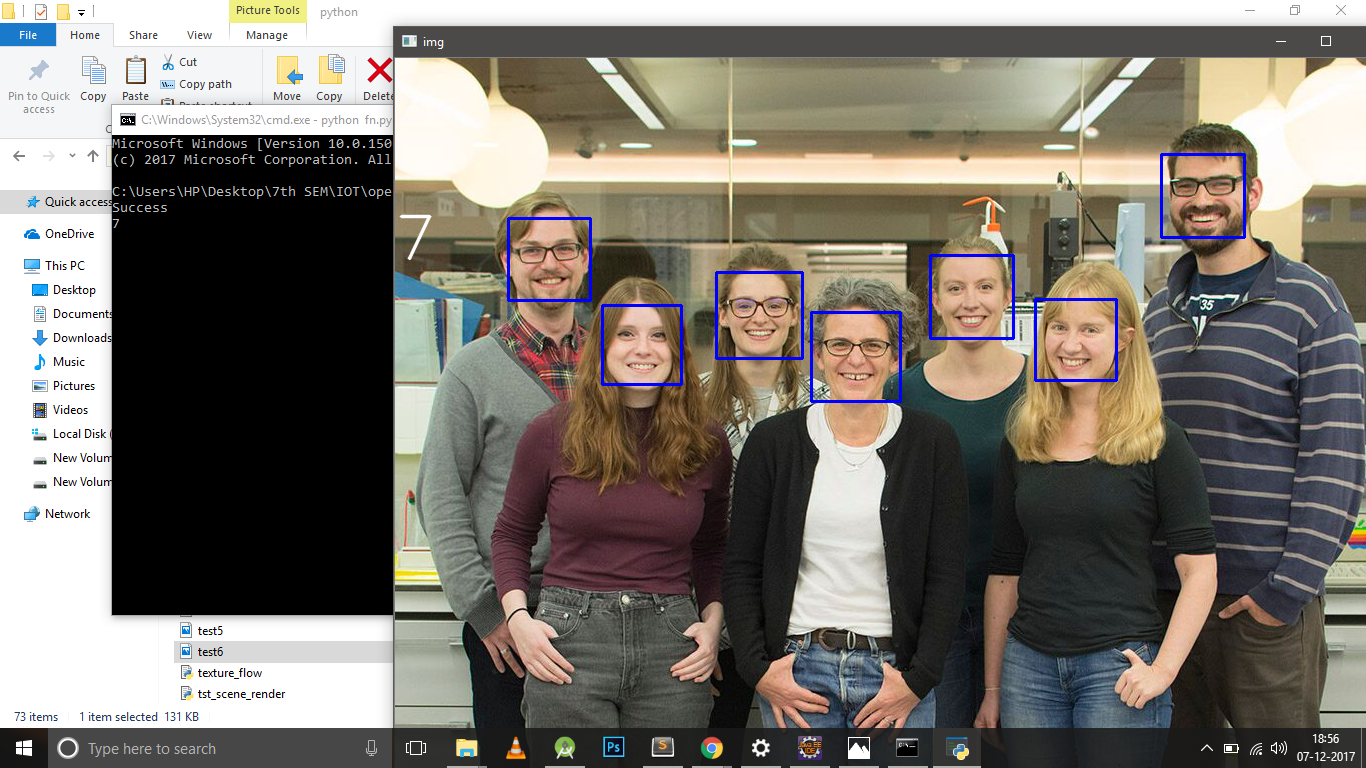 Picture Tools
python
File
Home
Share
View
Manage
Pin to Quick
access
Copy
Paste
Cut
Copy path
Move
Copy
Delete
img
C:\Windows\System32\cmd.exe - python fn.py
Microsoft Windows [Version 10.0.150
(c) 2017 Microsoft Corporation. All
C:\Users\HP\Desktop\7th SEM\IOT\ope
Success
7
7
35
Quick access
OneDrive
This PC
Desktop
Documents
Downloads
Music
Pictures
Videos
Local Disk (
New Volum
New Volum
Network
test5
test6
texture_flow
tst_scene_render
73 items
1 item selected 131 KB
Type here to search
Ps
S
18:56
07-12-2017